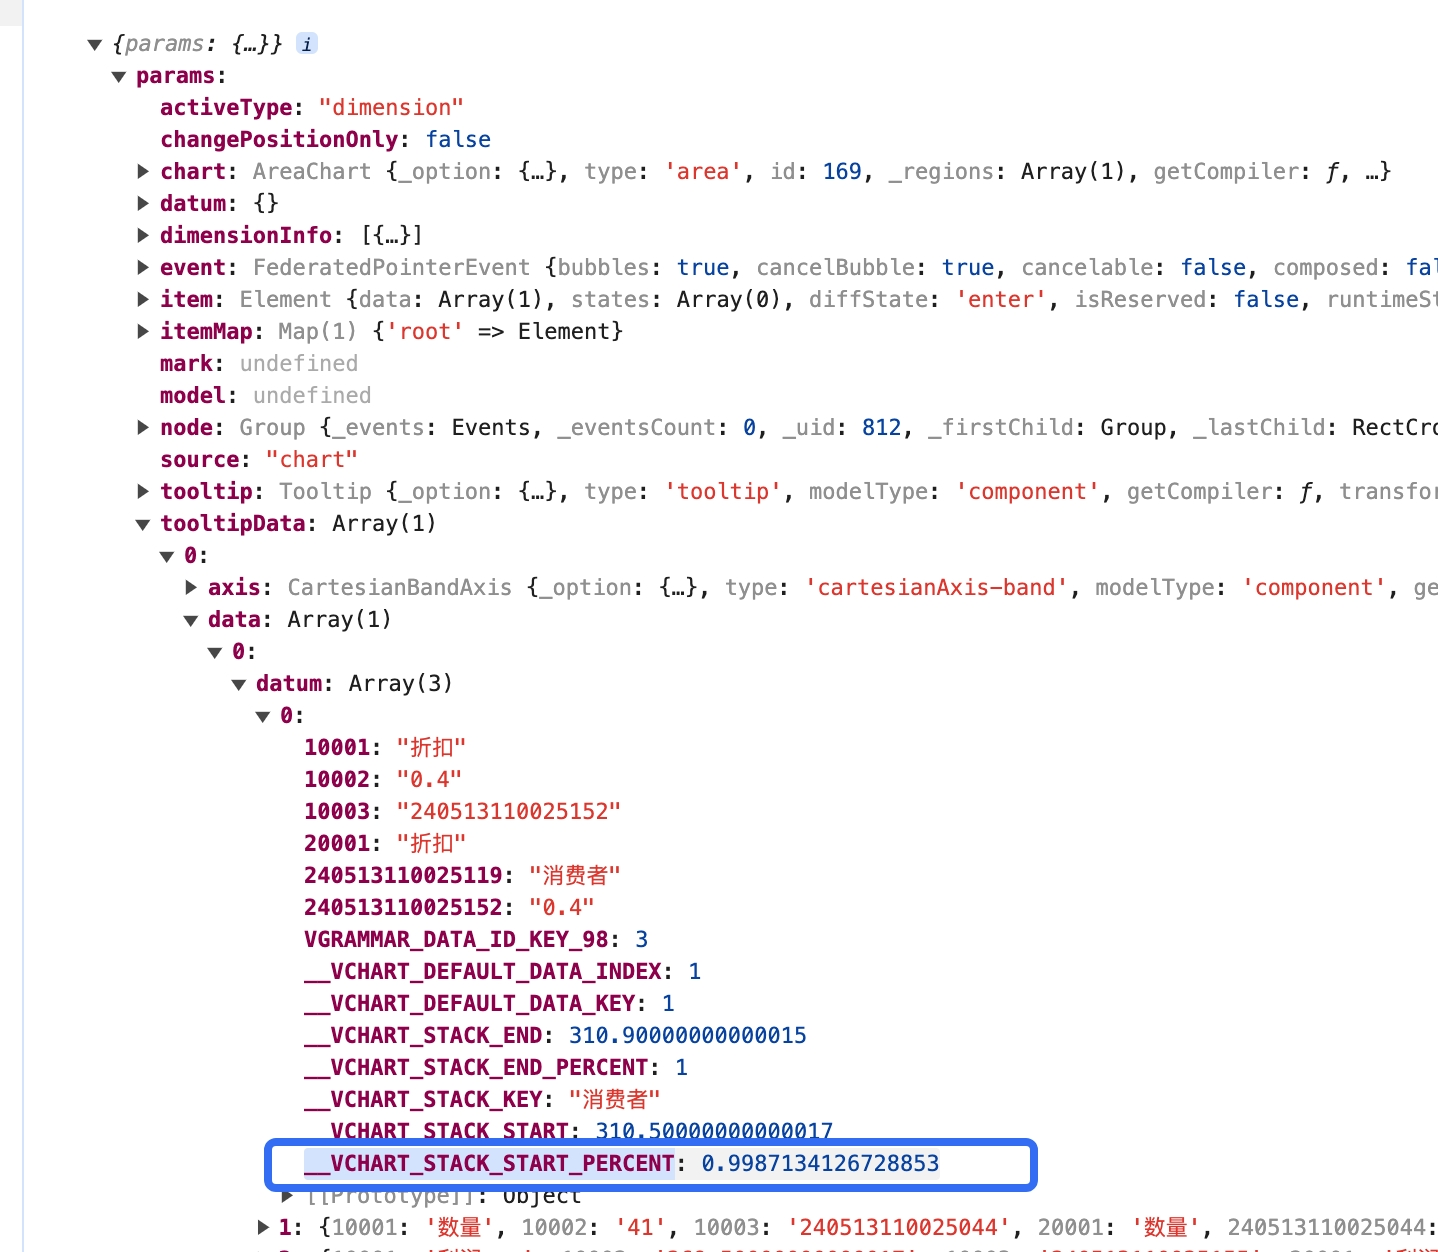 ▼ {params: {…}} i
▼ params:
activeType: "dimension"
changePositionOnly: false
▶ chart: AreaChart {_option: {…}, type: 'area', id: 169, _regions: Array(1), getCompiler: ƒ, …}
▶ datum: {}
▶ dimensionInfo: [{…}]
▶ event: FederatedPointerEvent {bubbles: true, cancelBubble: true, cancelable: false, composed: fal
▶ item: Element {data: Array(1), states: Array(0), diffState: 'enter', isReserved: false, runtimeSt
▶ itemMap: Map(1) {'root' => Element}
mark: undefined
model: undefined
▶ node: Group {_events: Events, _eventsCount: 0, _uid: 812, _firstChild: Group, _lastChild: RectCro
source: "chart"
▶ tooltip: Tooltip {_option: {…}, type: 'tooltip', modelType: 'component', getCompiler: ƒ, transfor
▼ tooltipData: Array(1)
▼ 0:
▶ axis: CartesianBandAxis {_option: {…}, type: 'cartesianAxis-band', modelType: 'component', ge
▼ data: Array(1)
▼ 0:
▼ datum: Array(3)
▼ 0:
10001: "折扣"
10002: "0.4"
10003: "240513110025152"
20001: "折扣"
240513110025119: "消费者"
240513110025152: "0.4"
VGRAMMAR_DATA_ID_KEY_98: 3
__VCHART_DEFAULT_DATA_INDEX: 1
__VCHART_DEFAULT_DATA_KEY: 1
__VCHART_STACK_END: 310.90000000000015
__VCHART_STACK_END_PERCENT: 1
__VCHART_STACK_KEY: "消费者"
__VCHART_STACK_START: 310.50000000000017
__VCHART_STACK_START_PERCENT: 0.9987134126728853
▶ [[Prototype]]: Object
▶ 1: {10001: '数量', 10002: '41', 10003: '240513110025044', 20001: '数量', 240513110025044: